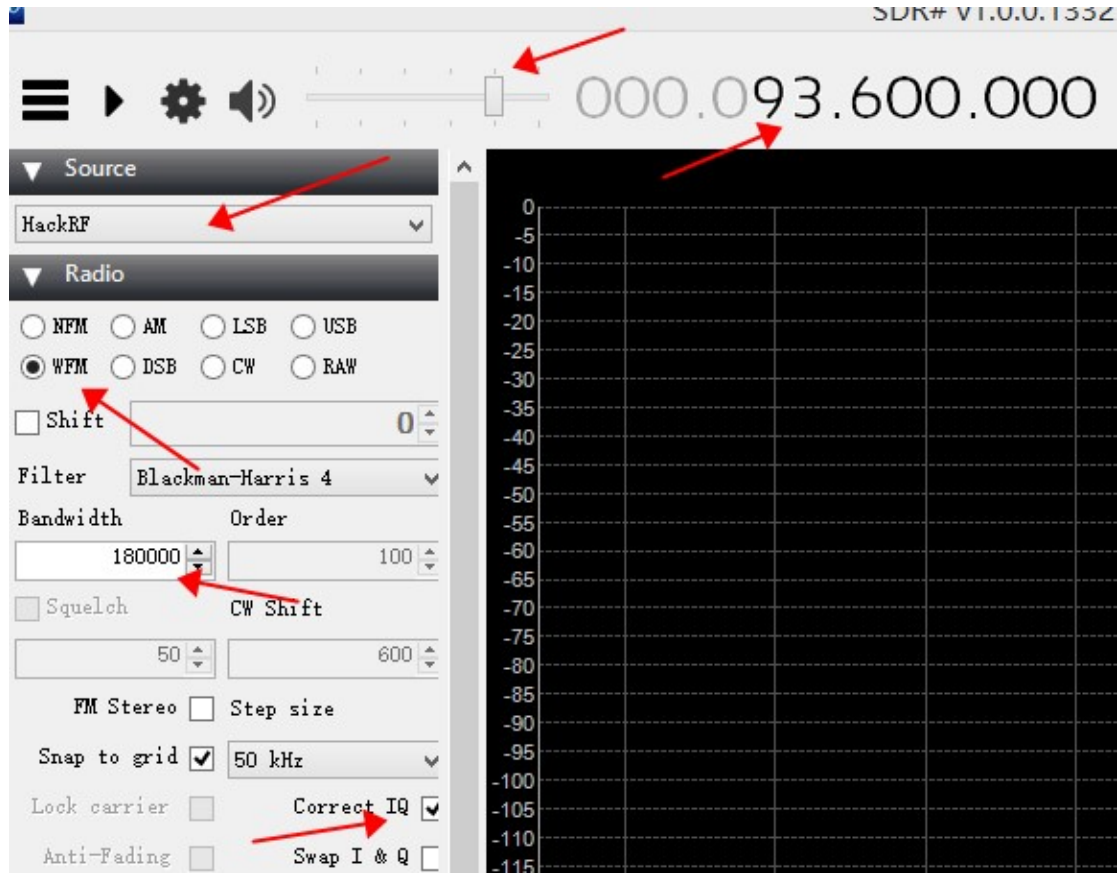 SDR# v1.0.0.1332
000.093.600.000
Source
HackRF
Radio
NFM AM LSB USB
WFM DSB CW RAW
Shift 0
Filter Blackman-Harris 4
Bandwidth Order
180000 100
Squelch CW Shift
50 600
FM Stereo Step size
Snap to grid 50 kHz
Lock carrier Correct IQ
Anti-Fading Swap I & Q
0
-5
-10
-15
-20
-25
-30
-35
-40
-45
-50
-55
-60
-65
-70
-75
-80
-85
-90
-95
-100
-105
-110
-115